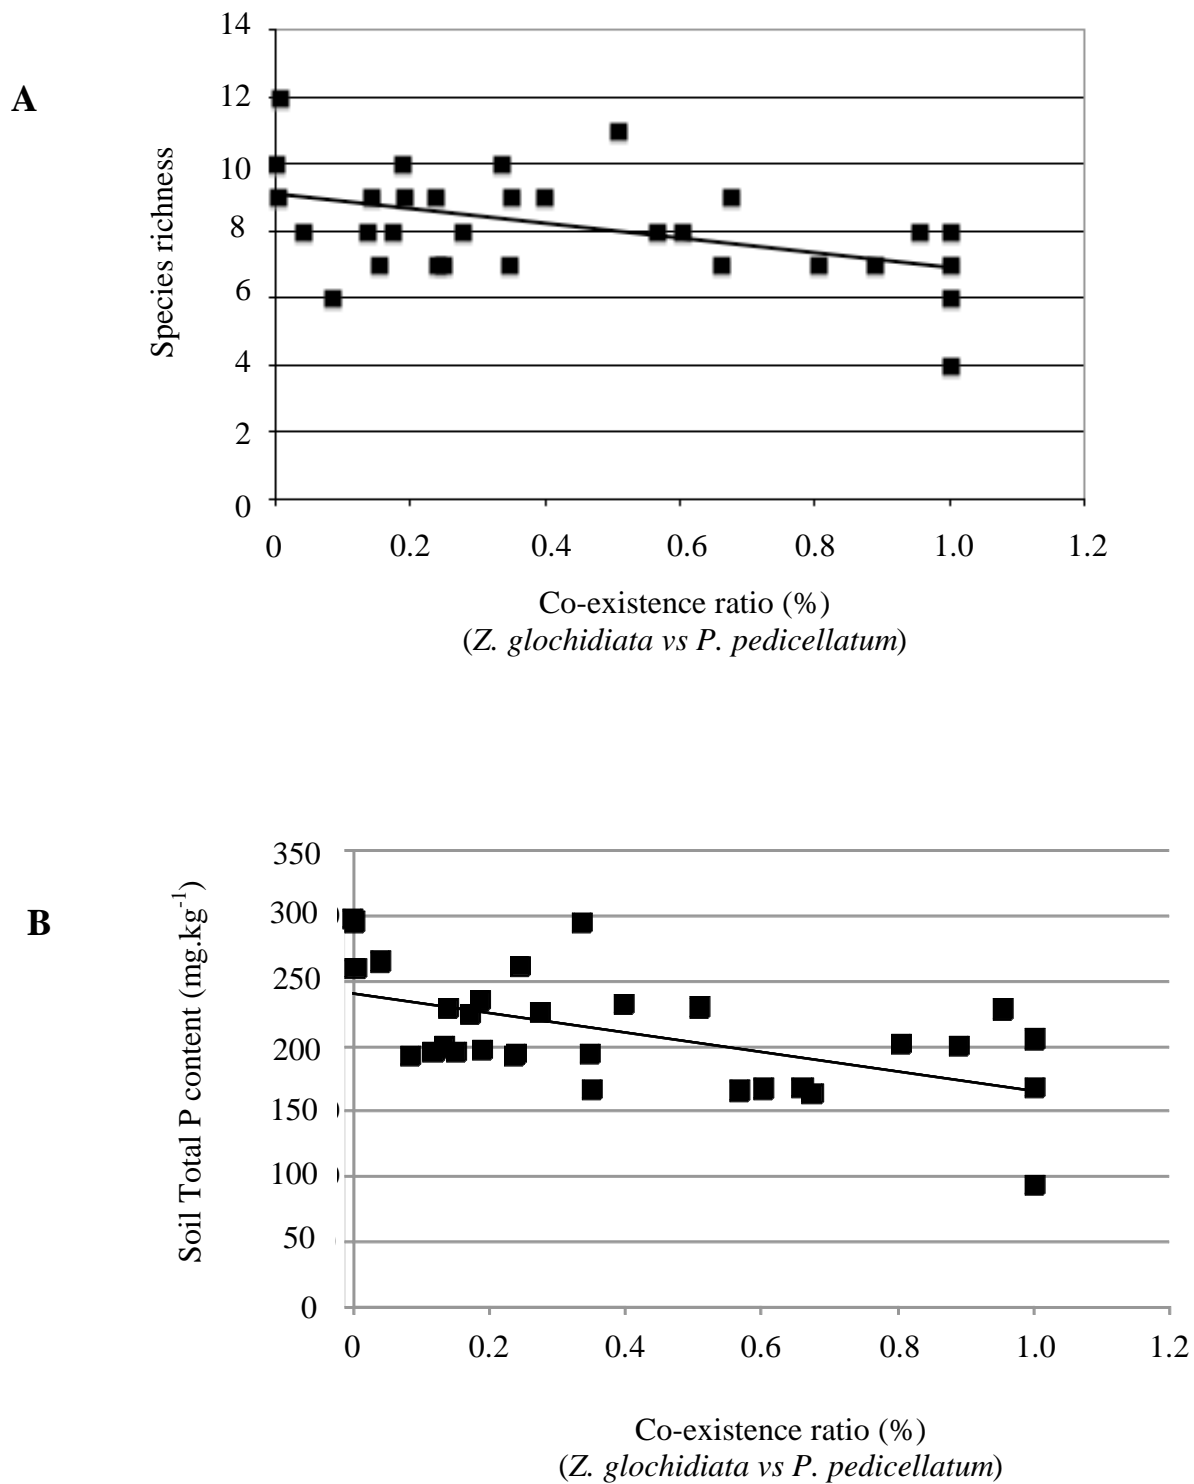 A
Species richness
14
12
10
8
6
4
2
0
0 0.2 0.4 0.6 0.8 1.0 1.2
Co-existence ratio (%)
(Z. glochidiata vs P. pedicellatum)
B
Soil Total P content (mg.kg-1)
350
300
250
200
150
100
50
0
0 0.2 0.4 0.6 0.8 1.0 1.2
Co-existence ratio (%)
(Z. glochidiata vs P. pedicellatum)